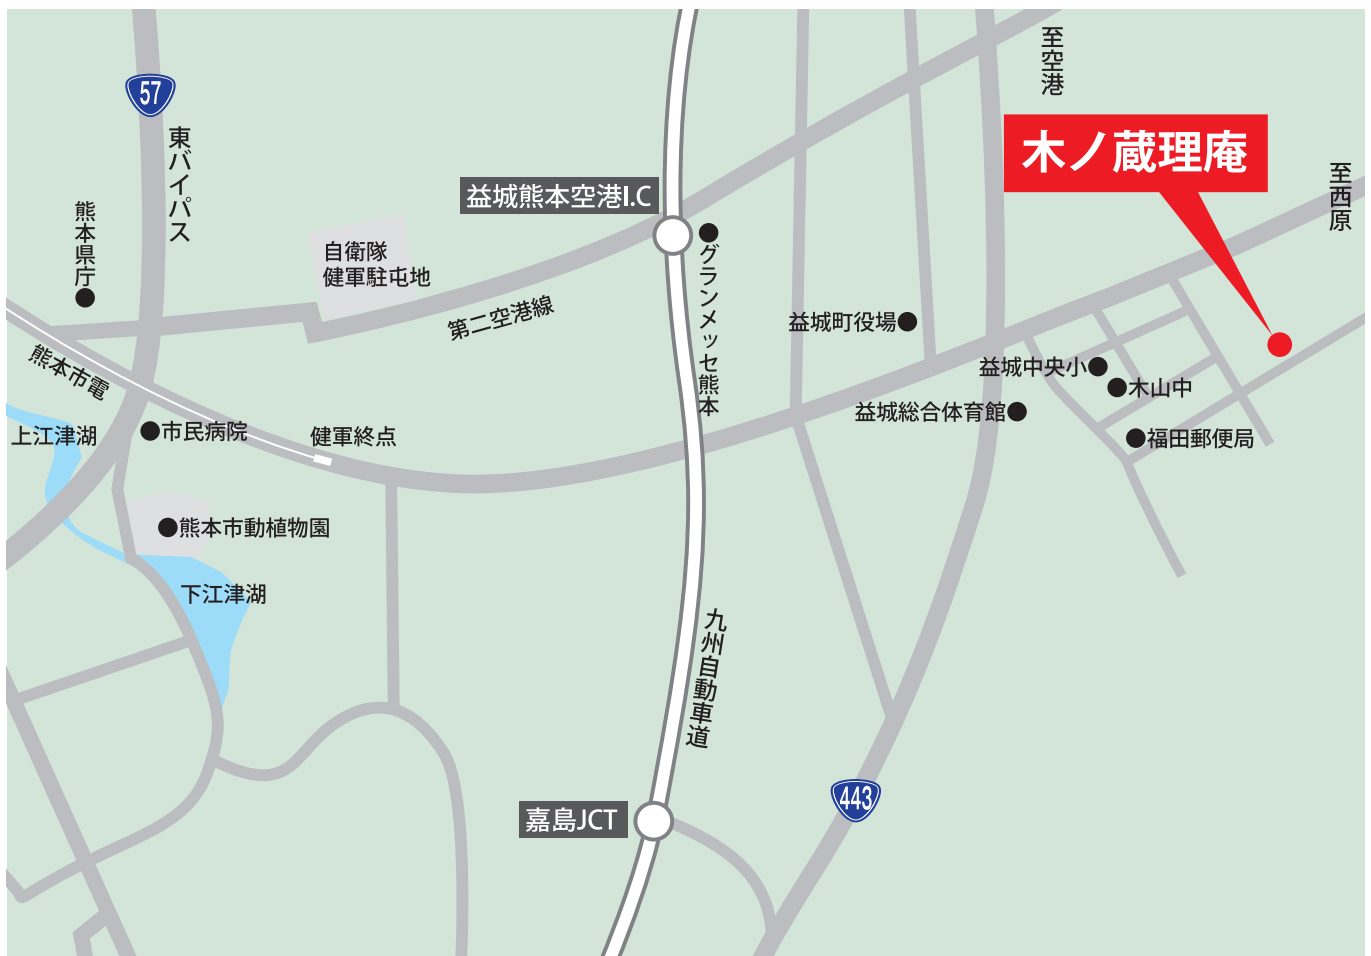 至空港
57
木ノ蔵理庵
東バイパス
至西原
益城熊本空港I.C
熊本県庁
自衛隊
健軍駐屯地
グランメッセ熊本
第二空港線
益城町役場
熊本市電
益城中央小
木山中
益城総合体育館
上江津湖
市民病院
健軍終点
福田郵便局
熊本市動植物園
下江津湖
九州自動車道
443
嘉島JCT